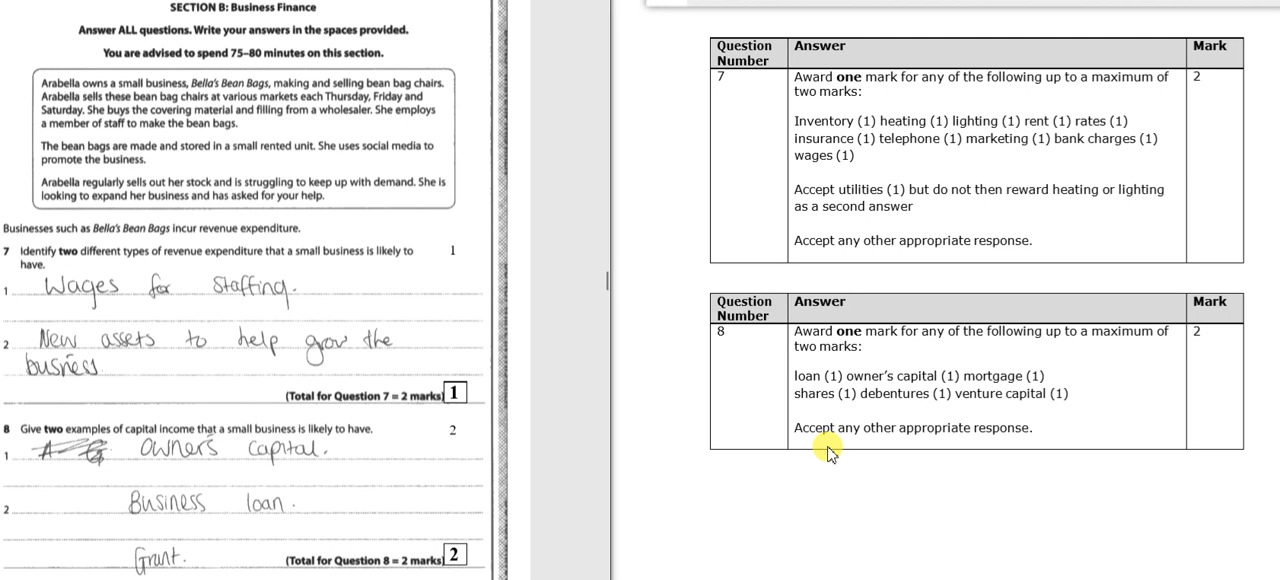 SECTION B: Business Finance
Answer ALL questions. Write your answers in the spaces provided.
You are advised to spend 75–80 minutes on this section.
Arabella owns a small business, Bella's Bean Bags, making and selling bean bag chairs.
Arabella sells these bean bag chairs at various markets each Thursday, Friday and
Saturday. She buys the covering material and filling from a wholesaler. She employs
a member of staff to make the bean bags.
The bean bags are made and stored in a small rented unit. She uses social media to
promote the business.
Arabella regularly sells out her stock and is struggling to keep up with demand. She is
looking to expand her business and has asked for your help.
Businesses such as Bella's Bean Bags incur revenue expenditure.
7 Identify two different types of revenue expenditure that a small business is likely to 1
have.
1 Wages for staffing.
2 New assets to help grow the
business
(Total for Question 7 = 2 marks) 1
8 Give two examples of capital income that a small business is likely to have. 2
1 Owner's capital.
2 Business loan.
Grant. (Total for Question 8 = 2 marks) 2
Question Number Answer Mark
7 Award one mark for any of the following up to a maximum of 2
two marks:
Inventory (1) heating (1) lighting (1) rent (1) rates (1)
insurance (1) telephone (1) marketing (1) bank charges (1)
wages (1)
Accept utilities (1) but do not then reward heating or lighting
as a second answer
Accept any other appropriate response.
Question Number Answer Mark
8 Award one mark for any of the following up to a maximum of 2
two marks:
loan (1) owner's capital (1) mortgage (1)
shares (1) debentures (1) venture capital (1)
Accept any other appropriate response.